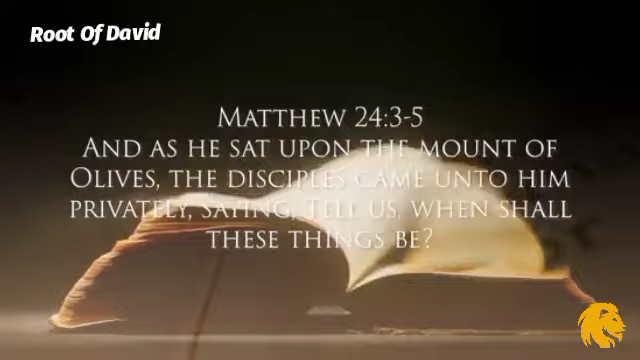 Root Of David
Matthew 24:3-5
And as he sat upon the mount of
Olives, the disciples came unto him
privately, saying, Tell us, when shall
these things be?